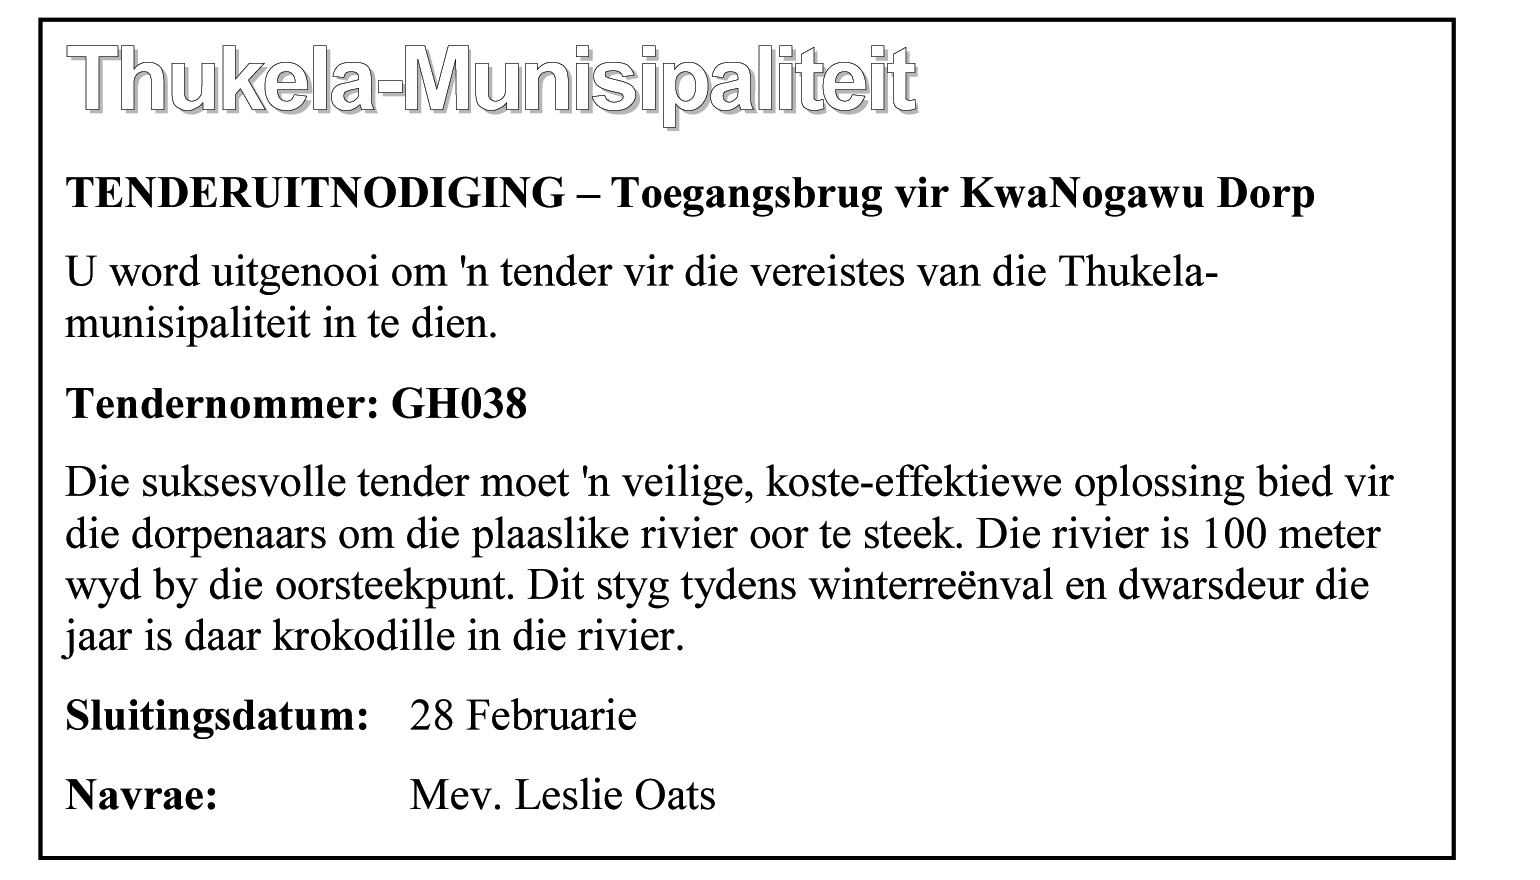 Thukela-Munisipaliteit
TENDERUITNODIGING – Toegangsbrug vir KwaNogawu Dorp
U word uitgenooi om 'n tender vir die vereistes van die Thukela-
munisipaliteit in te dien.
Tendernommer: GH038
Die suksesvolle tender moet 'n veilige, koste-effektiewe oplossing bied vir
die dorpenaars om die plaaslike rivier oor te steek. Die rivier is 100 meter
wyd by die oorsteekpunt. Dit styg tydens winterreënval en dwarsdeur die
jaar is daar krokodille in die rivier.
Sluitingsdatum: 28 Februarie
Navrae: Mev. Leslie Oats